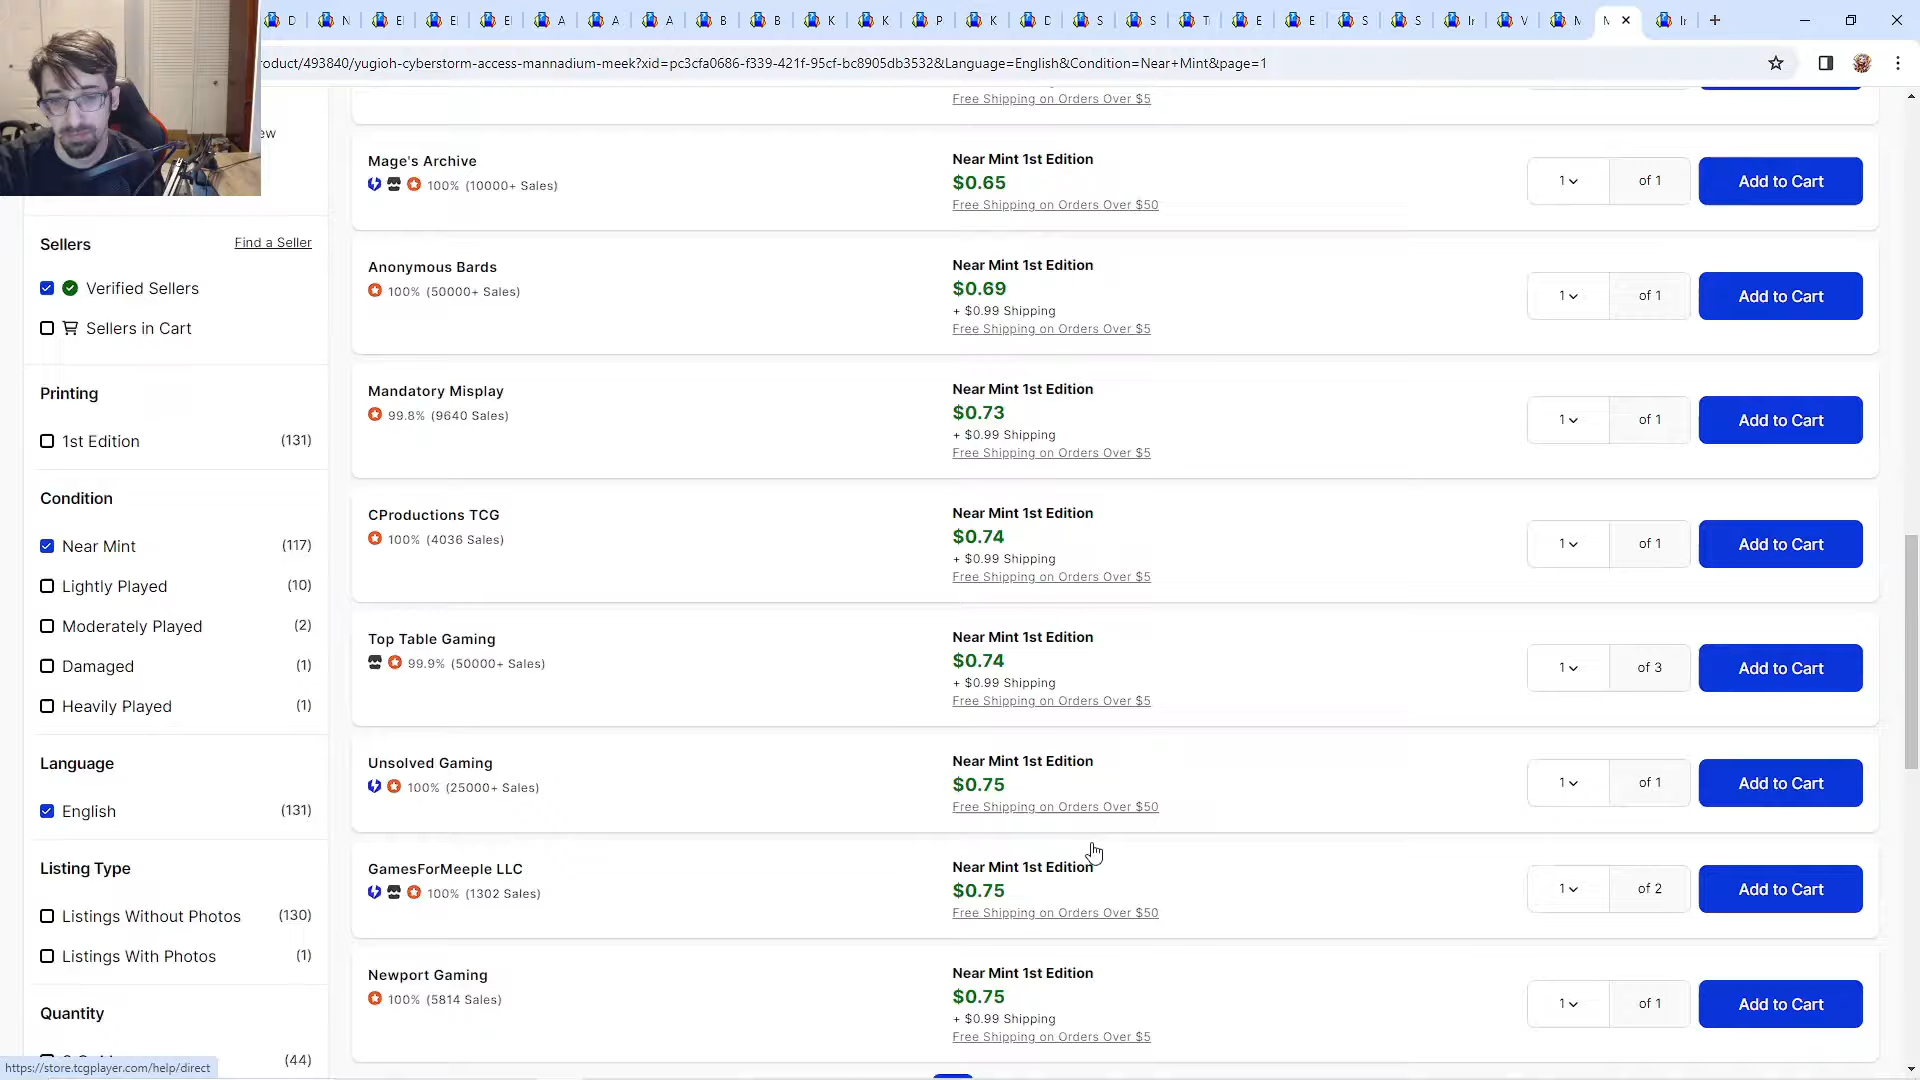 D
N
E
E
E
A
A
A
B
B
K
K
P
K
D
S
S
T
E
E
S
S
Ir
V
M
M
Ir
oduct/493840/yugioh-cyberstorm-access-mannadium-meek?xid=pc3cfa0686-f339-421f-95cf-bc8905db3532&Language=English&Condition=Near+Mint&page=1
ew
Sellers
Find a Seller
Verified Sellers
Sellers in Cart
Printing
1st Edition (131)
Condition
Near Mint (117)
Lightly Played (10)
Moderately Played (2)
Damaged (1)
Heavily Played (1)
Language
English (131)
Listing Type
Listings Without Photos (130)
Listings With Photos (1)
Quantity
(44)
Free Shipping on Orders Over $5
Mage's Archive
100% (10000+ Sales)
Near Mint 1st Edition
$0.65
Free Shipping on Orders Over $50
1 of 1 Add to Cart
Anonymous Bards
100% (50000+ Sales)
Near Mint 1st Edition
$0.69
+ $0.99 Shipping
Free Shipping on Orders Over $5
1 of 1 Add to Cart
Mandatory Misplay
99.8% (9640 Sales)
Near Mint 1st Edition
$0.73
+ $0.99 Shipping
Free Shipping on Orders Over $5
1 of 1 Add to Cart
CProductions TCG
100% (4036 Sales)
Near Mint 1st Edition
$0.74
+ $0.99 Shipping
Free Shipping on Orders Over $5
1 of 1 Add to Cart
Top Table Gaming
99.9% (50000+ Sales)
Near Mint 1st Edition
$0.74
+ $0.99 Shipping
Free Shipping on Orders Over $5
1 of 3 Add to Cart
Unsolved Gaming
100% (25000+ Sales)
Near Mint 1st Edition
$0.75
Free Shipping on Orders Over $50
1 of 1 Add to Cart
GamesForMeeple LLC
100% (1302 Sales)
Near Mint 1st Edition
$0.75
Free Shipping on Orders Over $50
1 of 2 Add to Cart
Newport Gaming
100% (5814 Sales)
Near Mint 1st Edition
$0.75
+ $0.99 Shipping
Free Shipping on Orders Over $5
1 of 1 Add to Cart
https://store.tcgplayer.com/help/direct